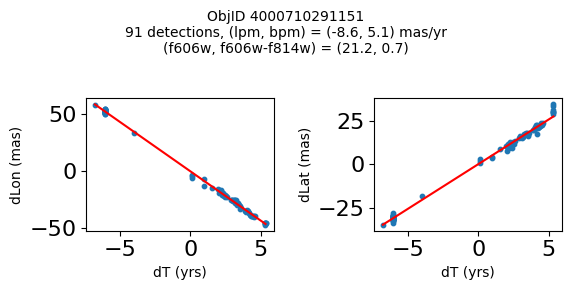 ObjID 4000710291151
91 detections, (lpm, bpm) = (-8.6, 5.1) mas/yr
(f606w, f606w-f814w) = (21.2, 0.7)
dLon (mas)
50
0
−50
−5
0
5
dT (yrs)
dLat (mas)
25
0
−25
−5
0
5
dT (yrs)